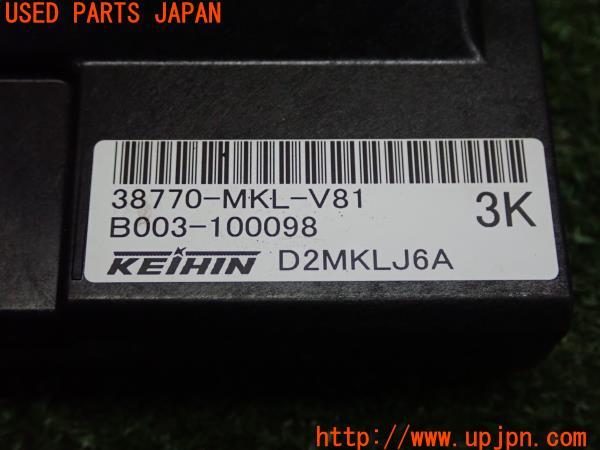 USED PARTS JAPAN
38770-MKL-V81
3K
B003-100098
KEIHIN D2MKLJ6A
http://www.upjpn.com/